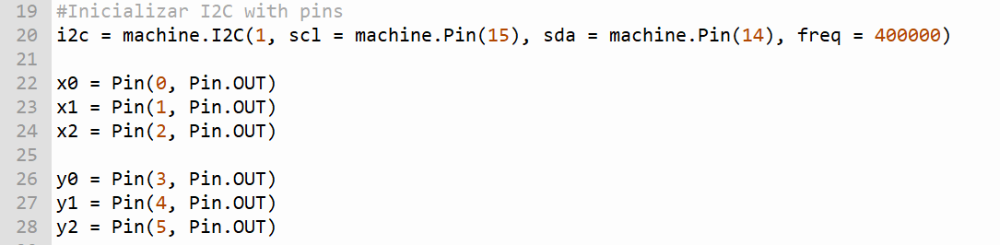 19 #Inicializar I2C with pins
20 i2c = machine.I2C(1, scl = machine.Pin(15), sda = machine.Pin(14), freq = 400000)
21
22 x0 = Pin(0, Pin.OUT)
23 x1 = Pin(1, Pin.OUT)
24 x2 = Pin(2, Pin.OUT)
25
26 y0 = Pin(3, Pin.OUT)
27 y1 = Pin(4, Pin.OUT)
28 y2 = Pin(5, Pin.OUT)